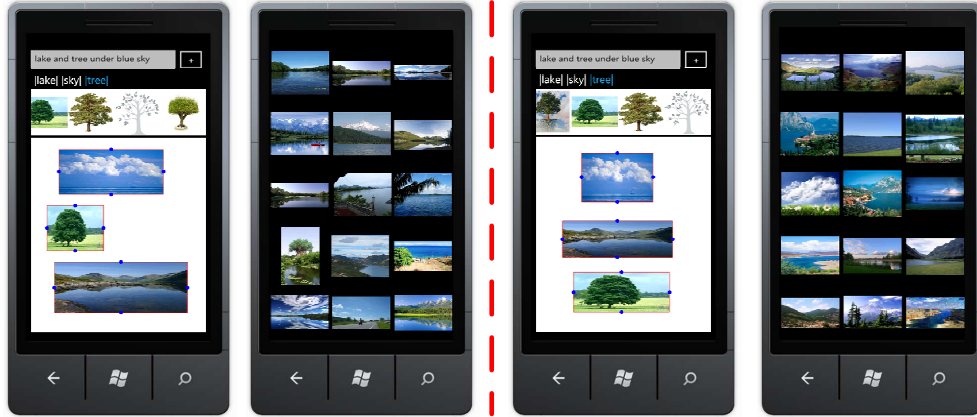 lake and tree under blue sky +
|lake| |sky| |tree|
lake and tree under blue sky +
|lake| |sky| |tree|